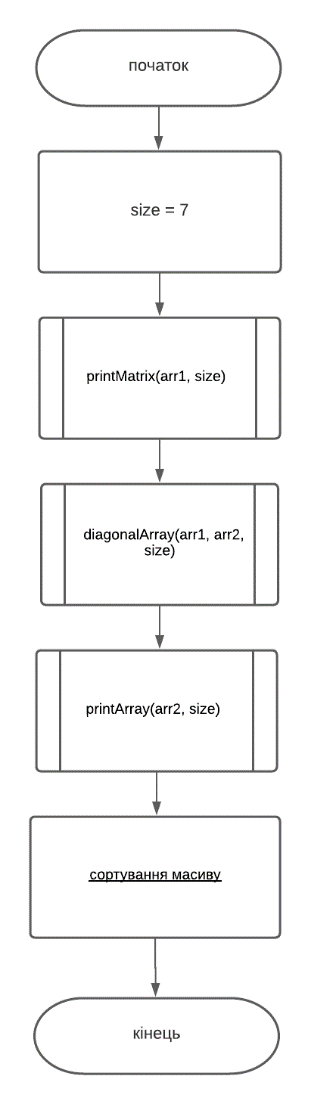 початок
size = 7
printMatrix(arr1, size)
diagonalArray(arr1, arr2,
size)
printArray(arr2, size)
сортування масиву
кінець